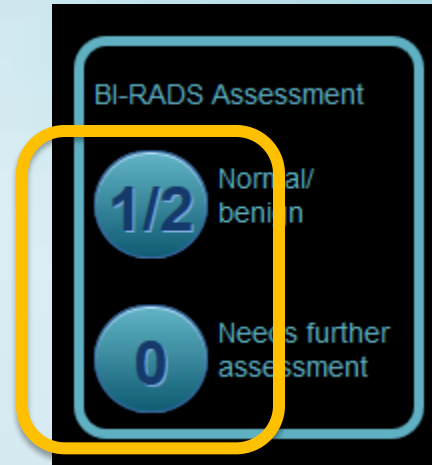 BI-RADS Assessment
1/2
Normal/
benign
0
Needs further
assessment